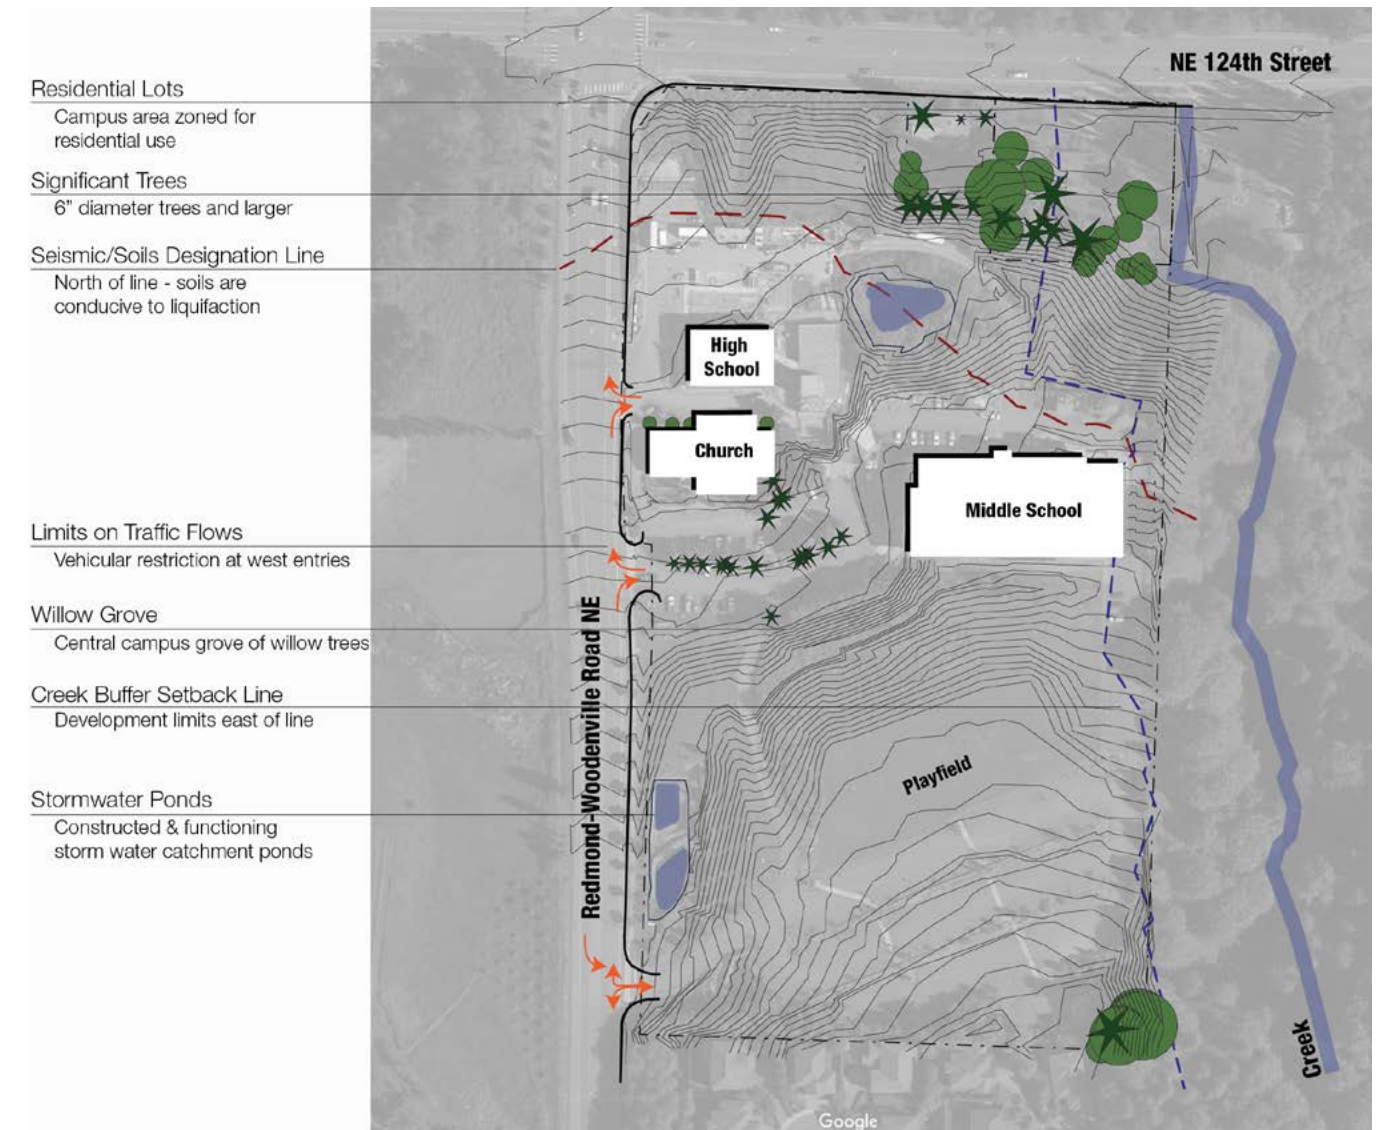 NE 124th Street
Residential Lots
Campus area zoned for
residential use
Significant Trees
6” diameter trees and larger
Seismic/Soils Designation Line
North of line - soils are
conducive to liquifaction
High
School
Church
Middle School
Limits on Traffic Flows
Vehicular restriction at west entries
Willow Grove
Central campus grove of willow trees
Creek Buffer Setback Line
Development limits east of line
Redmond-Woodenville Road NE
Playfield
Stormwater Ponds
Constructed & functioning
storm water catchment ponds
Creek
Google